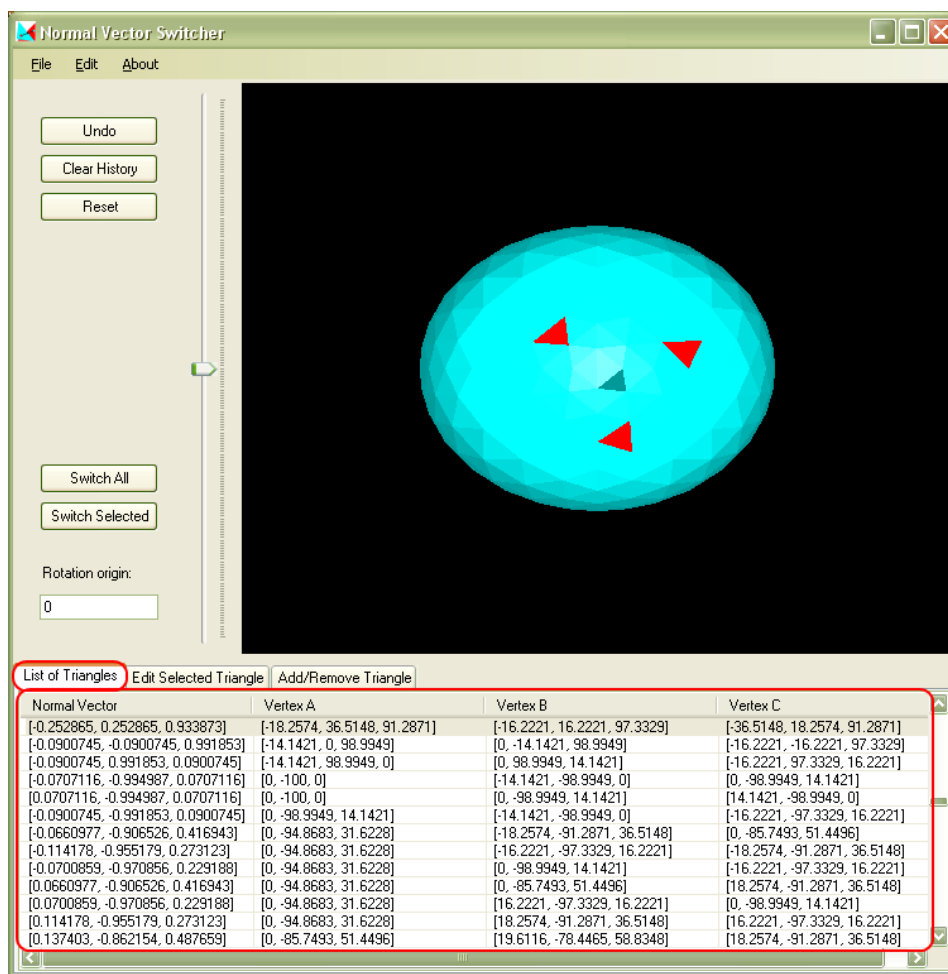 Normal Vector Switcher
File Edit About
Undo
Clear History
Reset
Switch All
Switch Selected
Rotation origin:
0
List of Triangles Edit Selected Triangle Add/Remove Triangle
Normal Vector Vertex A Vertex B Vertex C
[-0.252865, 0.252865, 0.933873] [-18.2574, 36.5148, 91.2871] [-16.2221, 16.2221, 97.3329] [-36.5148, 18.2574, 91.2871]
[-0.0900745, -0.0900745, 0.991853] [-14.1421, 0, 98.9949] [0, -14.1421, 98.9949] [-16.2221, -16.2221, 97.3329]
[-0.0900745, 0.991853, 0.0900745] [-14.1421, 98.9949, 0] [0, 98.9949, 14.1421] [-16.2221, 97.3329, 16.2221]
[-0.0707116, -0.994987, 0.0707116] [0, -100, 0] [-14.1421, -98.9949, 0] [0, -98.9949, 14.1421]
[0.0707116, -0.994987, 0.0707116] [0, -100, 0] [0, -98.9949, 14.1421] [14.1421, -98.9949, 0]
[-0.0900745, -0.991853, 0.0900745] [0, -98.9949, 14.1421] [-14.1421, -98.9949, 0] [-16.2221, -97.3329, 16.2221]
[-0.0660977, -0.906526, 0.416943] [0, -94.8683, 31.6228] [-18.2574, -91.2871, 36.5148] [0, -85.7493, 51.4496]
[-0.114178, -0.955179, 0.273123] [0, -94.8683, 31.6228] [-16.2221, -97.3329, 16.2221] [-18.2574, -91.2871, 36.5148]
[-0.0700859, -0.970856, 0.229188] [0, -94.8683, 31.6228] [0, -98.9949, 14.1421] [-16.2221, -97.3329, 16.2221]
[0.0660977, -0.906526, 0.416943] [0, -94.8683, 31.6228] [0, -85.7493, 51.4496] [18.2574, -91.2871, 36.5148]
[0.0700859, -0.970856, 0.229188] [0, -94.8683, 31.6228] [16.2221, -97.3329, 16.2221] [0, -98.9949, 14.1421]
[0.114178, -0.955179, 0.273123] [0, -94.8683, 31.6228] [18.2574, -91.2871, 36.5148] [16.2221, -97.3329, 16.2221]
[0.137403, -0.862154, 0.487659] [0, -85.7493, 51.4496] [19.6116, -78.4465, 58.8348] [18.2574, -91.2871, 36.5148]